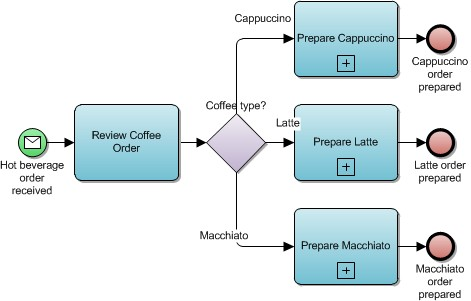 Cappuccino
Prepare Cappuccino
Cappuccino
order
prepared
Coffee type?
Hot beverage
order
received
Review Coffee
Order
Latte
Prepare Latte
Latte order
prepared
Macchiato
Prepare Macchiato
Macchiato
order
prepared